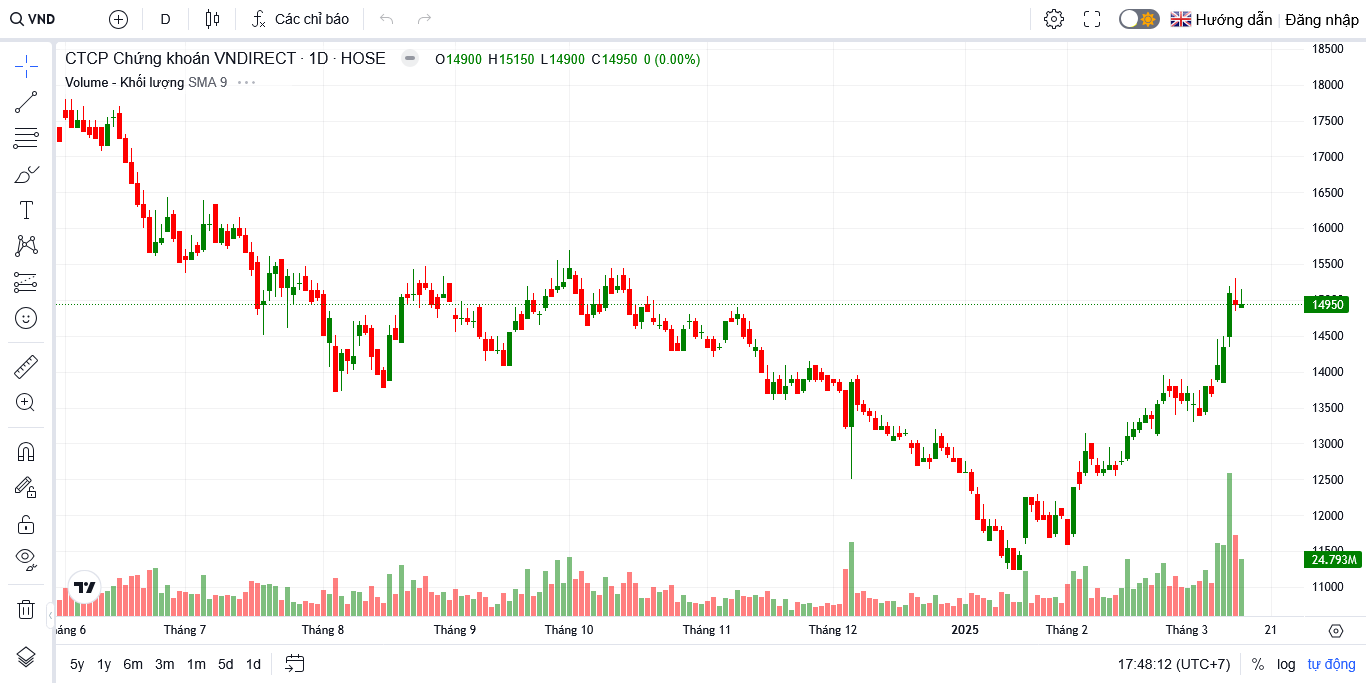 VND D Các chỉ báo Hướng dẫn Đăng nhập
CTCP Chứng khoán VNDIRECT · 1D · HOSE O14900 H15150 L14900 C14950 0 (0.00%)
Volume - Khối lượng SMA 9
18500
18000
17500
17000
16500
16000
15500
14950
14500
14000
13500
13000
12500
12000
11500
24.793M
11000
áng 6 Tháng 7 Tháng 8 Tháng 9 Tháng 10 Tháng 11 Tháng 12 2025 Tháng 2 Tháng 3 21
5y 1y 6m 3m 1m 5d 1d 17:48:12 (UTC+7) % log tự động